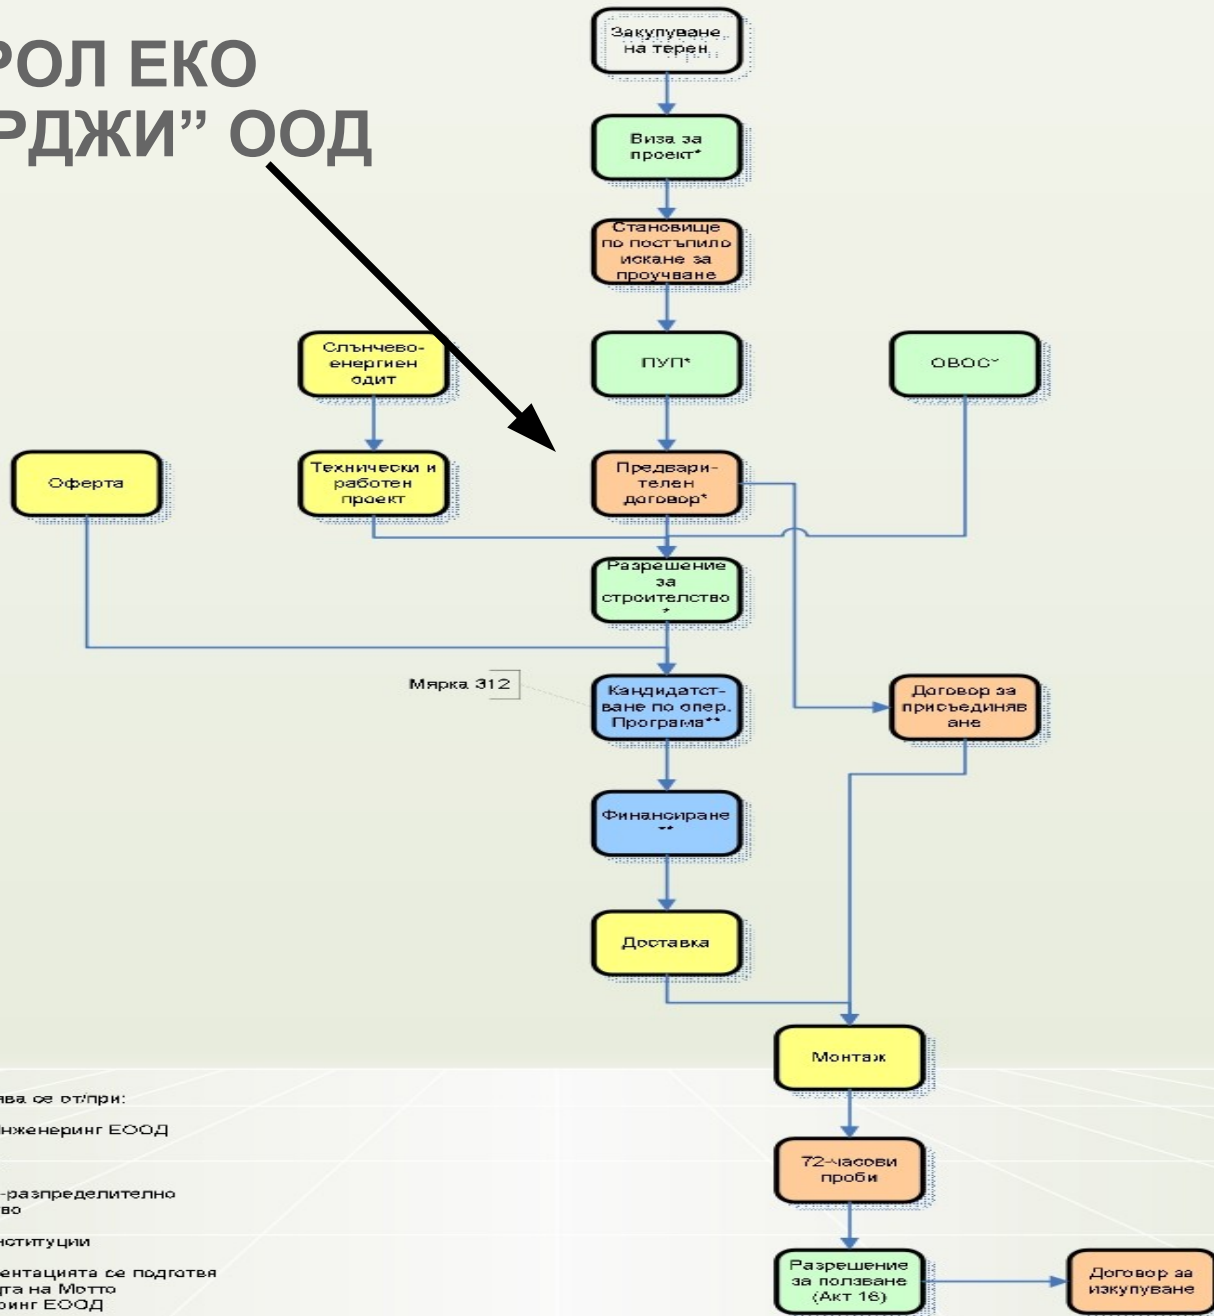 РОЛ ЕКО
РДЖИ” ООД
Закупуване
на терен
Виза за
проект*
Становище
по постъпило
искане за
проучване
Слънчево-
енергиен
одит
ПУП*
ОВОС*
Оферта
Технически и
работен
проект
Предвари-
телен
договор*
Разрешение
за
строителство
*
Мярка 312
Кандидатст-
ване по опер.
Програма**
Договор за
присъединяв
ане
Финансиране
**
Доставка
Монтаж
ява се от/при:
Инженеринг ЕООД
72-часови
проби
-разпределително
во
нституции
ентацията се подготвя
та на Мотто
ринг ЕООД
Разрешение
за ползване
(Акт 16)
Договор за
изкупуване